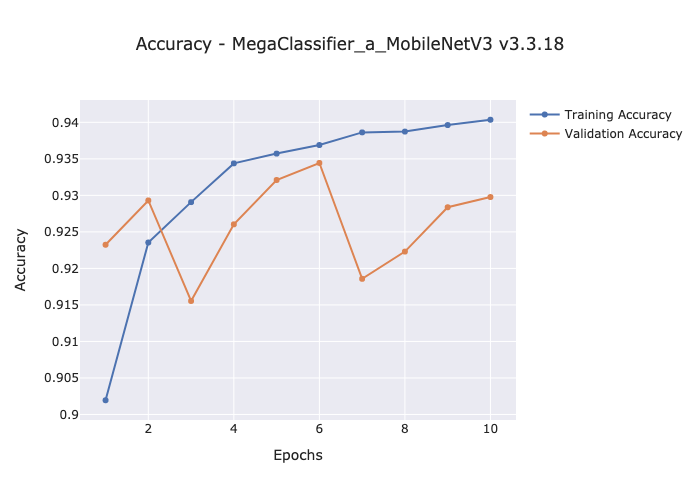 Accuracy - MegaClassifier_a_MobileNetV3 v3.3.18
Training Accuracy
Validation Accuracy
0.94
0.935
0.93
0.925
0.92
0.915
0.91
0.905
0.9
Accuracy
2 4 6 8 10
Epochs